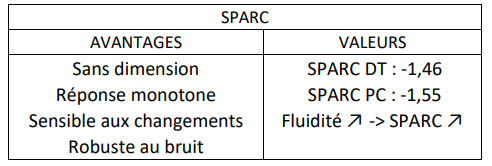 SPARC
AVANTAGES VALEURS
Sans dimension SPARC DT : -1,46
Réponse monotone SPARC PC : -1,55
Sensible aux changements Fluidité ↗ -> SPARC ↗
Robuste au bruit